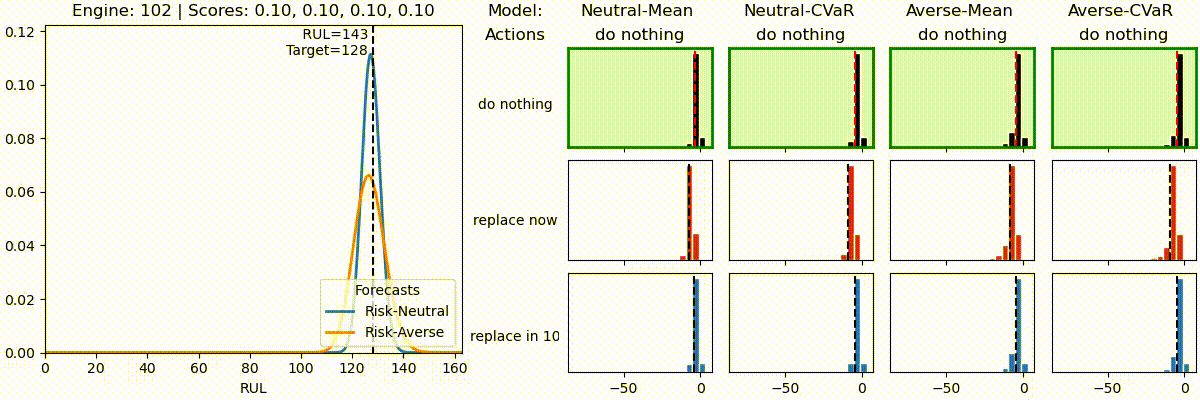 Engine: 102 | Scores: 0.10, 0.10, 0.10, 0.10
Model:
Neutral-Mean
Neutral-CVaR
Averse-Mean
Averse-CVaR
Actions
do nothing
do nothing
do nothing
do nothing
0.12
0.10
0.08
0.06
0.04
0.02
0.00
RUL=143
Target=128
Forecasts
Risk-Neutral
Risk-Averse
0 20 40 60 80 100 120 140 160
RUL
do nothing
replace now
replace in 10
−50 0
−50 0
−50 0
−50 0